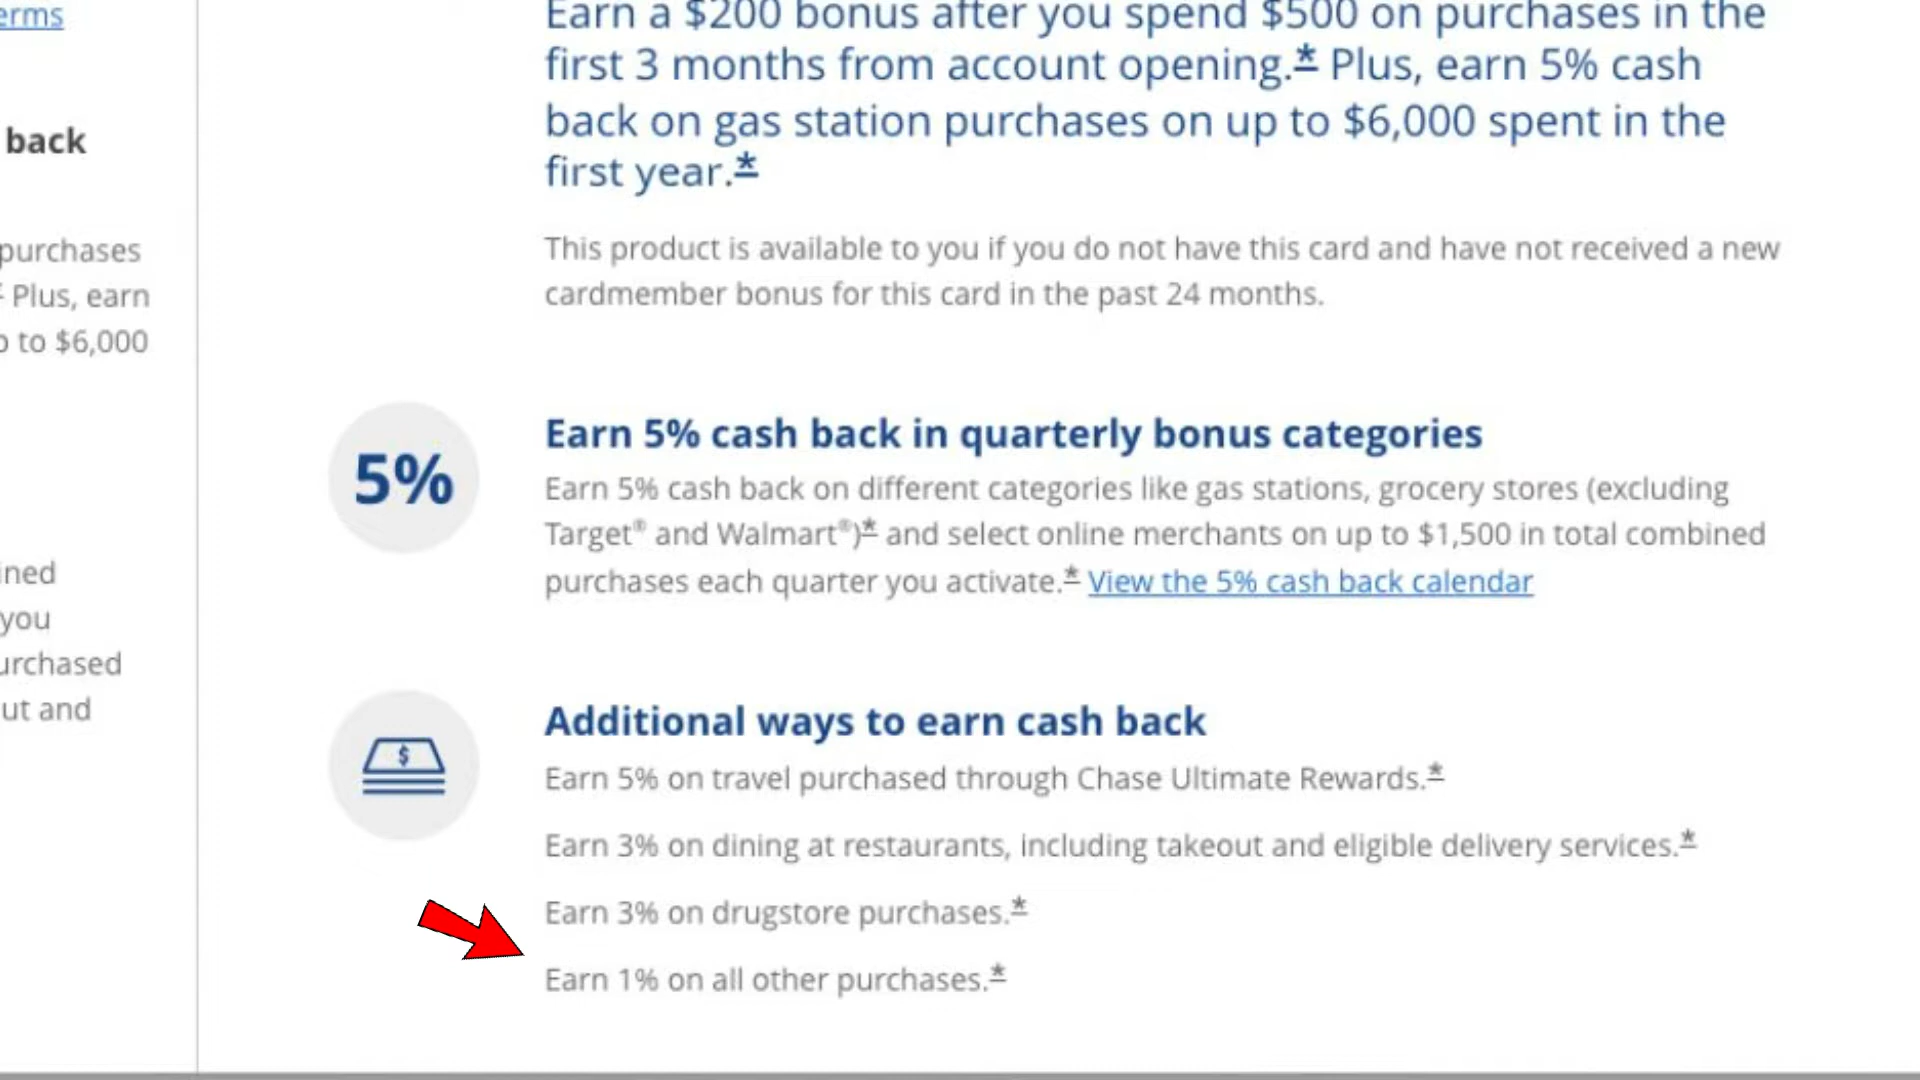 erms
back
purchases
Plus, earn
to $6,000
ined
you
urchased
ut and
Earn a $200 bonus after you spend $500 on purchases in the
first 3 months from account opening.* Plus, earn 5% cash
back on gas station purchases on up to $6,000 spent in the
first year.*
This product is available to you if you do not have this card and have not received a new
cardmember bonus for this card in the past 24 months.
5%
Earn 5% cash back in quarterly bonus categories
Earn 5% cash back on different categories like gas stations, grocery stores (excluding
Target® and Walmart®)* and select online merchants on up to $1,500 in total combined
purchases each quarter you activate.* View the 5% cash back calendar
$
Additional ways to earn cash back
Earn 5% on travel purchased through Chase Ultimate Rewards.*
Earn 3% on dining at restaurants, including takeout and eligible delivery services.*
Earn 3% on drugstore purchases.*
Earn 1% on all other purchases.*